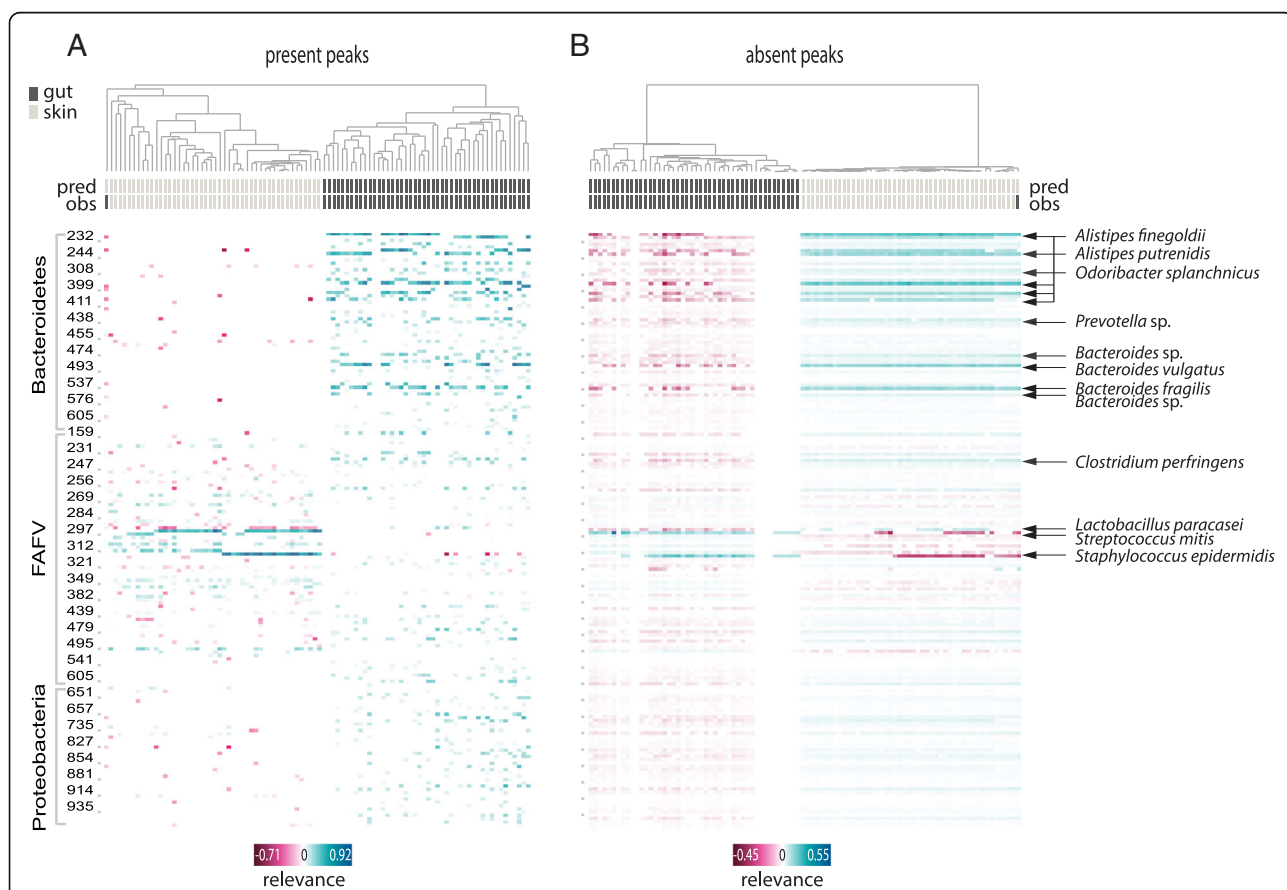 A
B
present peaks
absent peaks
gut
skin
pred
obs
pred
obs
Bacteroidetes
232
244
308
399
411
438
455
474
493
537
576
605
FAFV
159
231
247
256
269
284
297
312
321
349
382
439
479
495
541
605
Proteobacteria
651
657
735
827
854
881
914
935
Alistipes finegoldii
Alistipes putrenidis
Odoribacter splanchnicus
Prevotella sp.
Bacteroides sp.
Bacteroides vulgatus
Bacteroides fragilis
Bacteroides sp.
Clostridium perfringens
Lactobacillus paracasei
Streptococcus mitis
Staphylococcus epidermidis
-0.71 0 0.92
relevance
-0.45 0 0.55
relevance